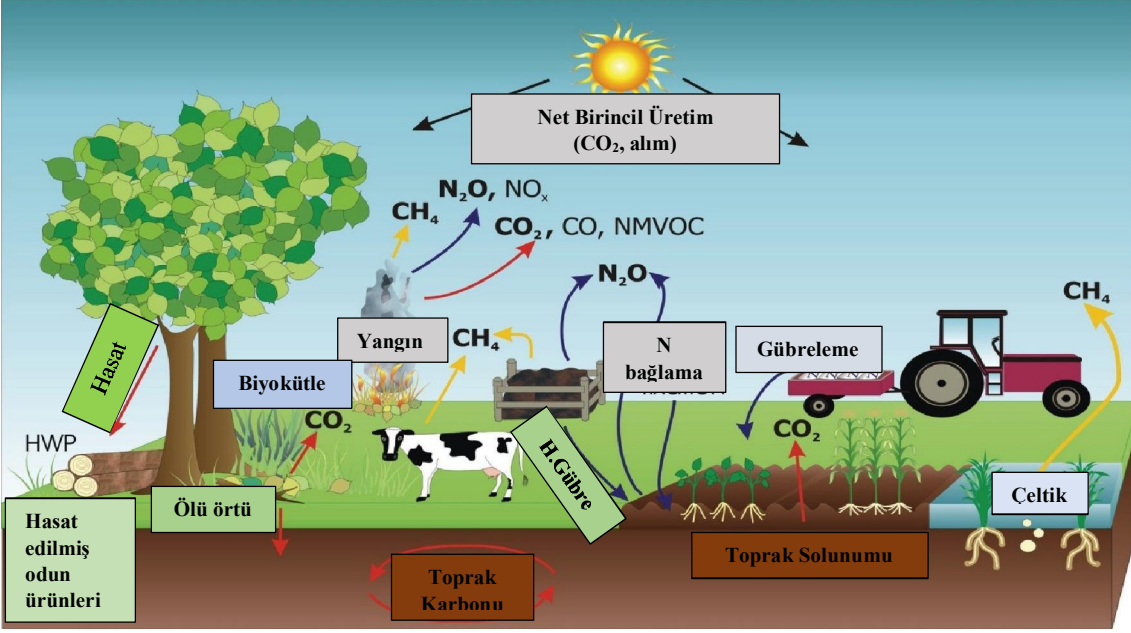 Net Birincil Üretim
(CO₂, alım)
N₂O, NOₓ
CH₄
CO₂, CO, NMVOC
N₂O
CH₄
Hasat
Yangın
CH₄
N
bağlama
Gübreleme
Biyokütle
CO₂
CO₂
HWP
H.Gübre
Ölü örtü
Çeltik
Hasat
edilmiş
odun
ürünleri
Toprak Solunumu
Toprak
Karbonu